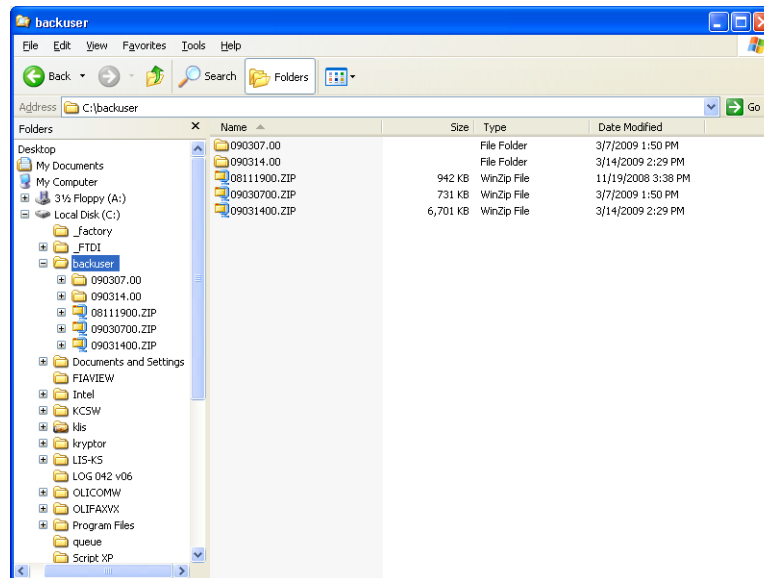 backuser
File Edit View Favorites Tools Help
Back Search Folders
Address C:\backuser Go
Folders x Name Size Type Date Modified
Desktop
My Documents
My Computer
3½ Floppy (A:)
Local Disk (C:)
_factory
_FTDI
backuser
090307.00
090314.00
08111900.ZIP
09030700.ZIP
09031400.ZIP
Documents and Settings
FIAVIEW
Intel
KCSW
klis
kryptor
LIS-KS
LOG 042 v06
OLICOMW
OLIFAXVX
Program Files
queue
Script XP
090307.00 File Folder 3/7/2009 1:50 PM
090314.00 File Folder 3/14/2009 2:29 PM
08111900.ZIP 942 KB WinZip File 11/19/2008 3:38 PM
09030700.ZIP 731 KB WinZip File 3/7/2009 1:50 PM
09031400.ZIP 6,701 KB WinZip File 3/14/2009 2:29 PM